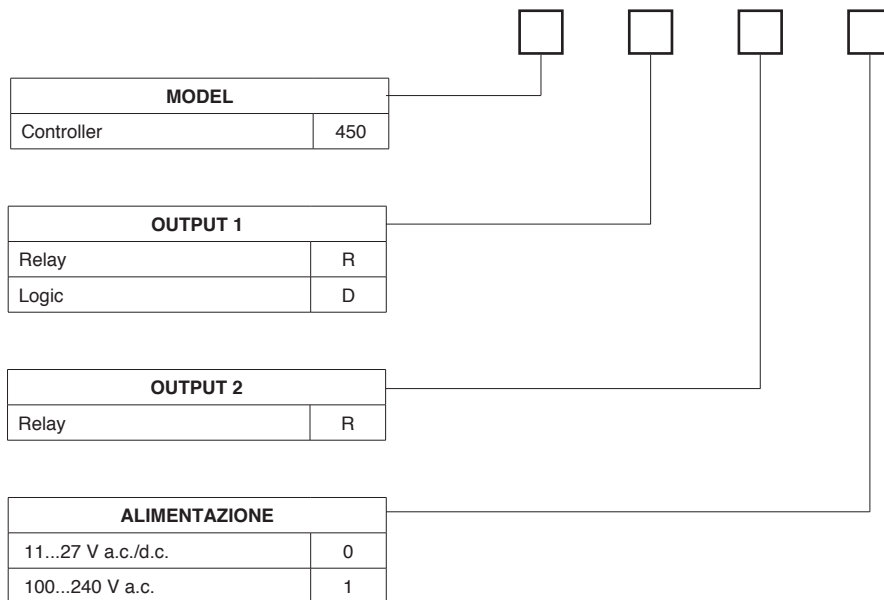 MODEL
Controller 450
OUTPUT 1
Relay R
Logic D
OUTPUT 2
Relay R
ALIMENTAZIONE
11...27 V a.c./d.c. 0
100...240 V a.c. 1